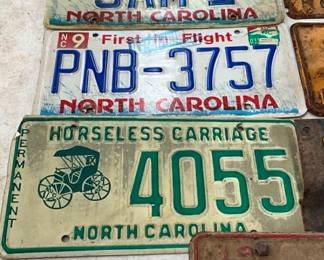 NORTH CAROLINA
NC 9 First in Flight
PNB-3757
NORTH CAROLINA
HORSELESS CARRIAGE
PERMANENT
4055
NORTH CAROLINA